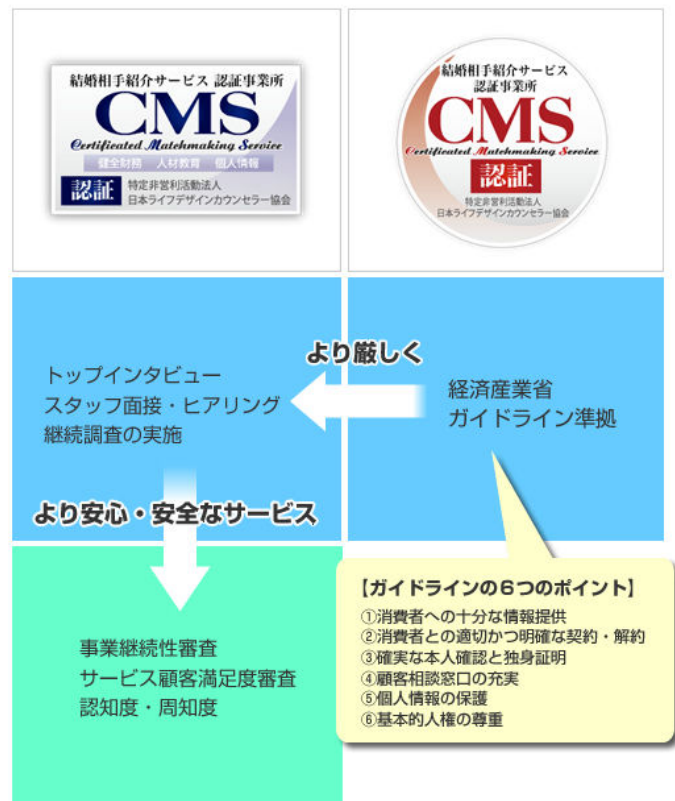 結婚相手紹介サービス 認証事業所
CMS
Certificated Matchmaking Service
健全財務 人材教育 個人情報
認証
特定非営利活動法人
日本ライフデザインカウンセラー協会
結婚相手紹介サービス
認証事業所
CMS
Certificated Matchmaking Service
認証
特定非営利活動法人
日本ライフデザインカウンセラー協会
より厳しく
トップインタビュー
スタッフ面接・ヒアリング
継続調査の実施
経済産業省
ガイドライン準拠
より安心・安全なサービス
事業継続性審査
サービス顧客満足度審査
認知度・周知度
【ガイドラインの6つのポイント】
①消費者への十分な情報提供
②消費者との適切かつ明確な契約・解約
③確実な本人確認と独身証明
④顧客相談窓口の充実
⑤個人情報の保護
⑥基本的人権の尊重